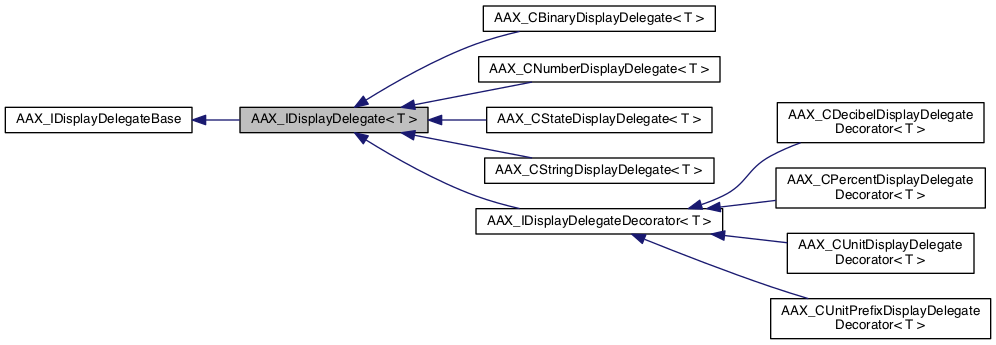 AAX_CBinaryDisplayDelegate< T >
AAX_CNumberDisplayDelegate< T >
AAX_IDisplayDelegateBase
AAX_IDisplayDelegate< T >
AAX_CStateDisplayDelegate< T >
AAX_CDecibelDisplayDelegate
Decorator< T >
AAX_CStringDisplayDelegate< T >
AAX_CPercentDisplayDelegate
Decorator< T >
AAX_IDisplayDelegateDecorator< T >
AAX_CUnitDisplayDelegate
Decorator< T >
AAX_CUnitPrefixDisplayDelegate
Decorator< T >